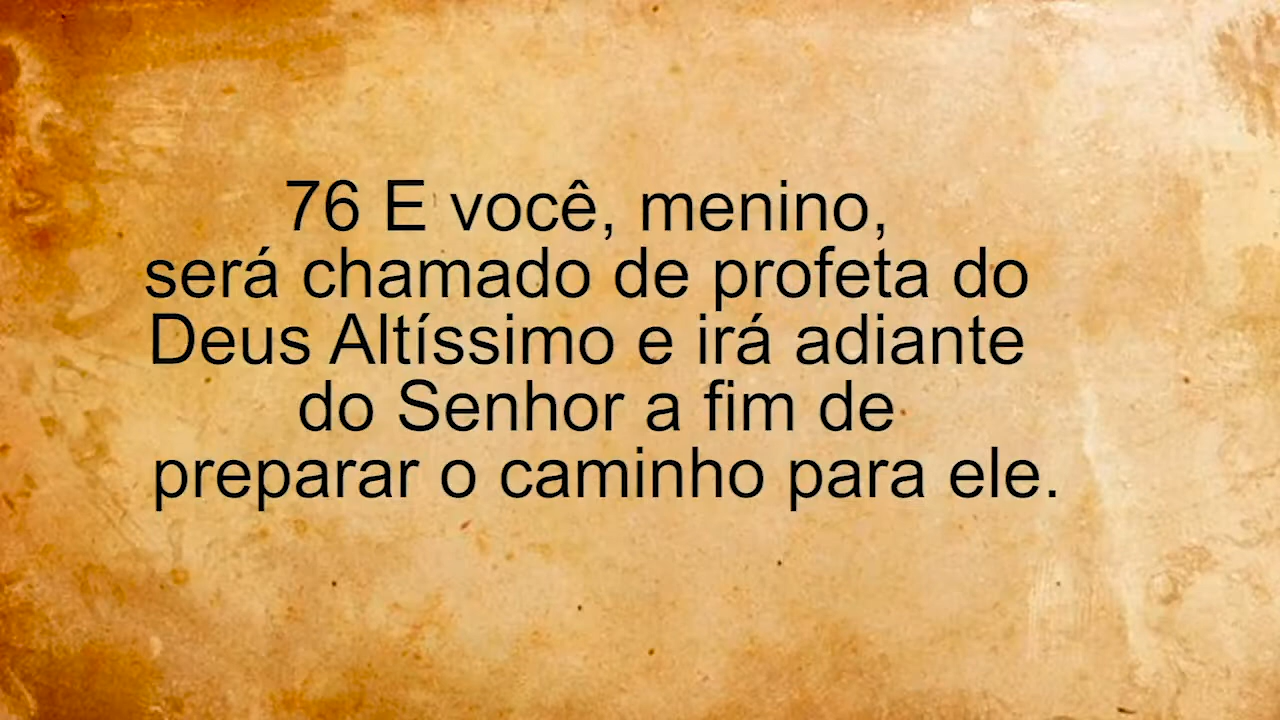 76 E você, menino,
será chamado de profeta do
Deus Altíssimo e irá adiante
do Senhor a fim de
preparar o caminho para ele.